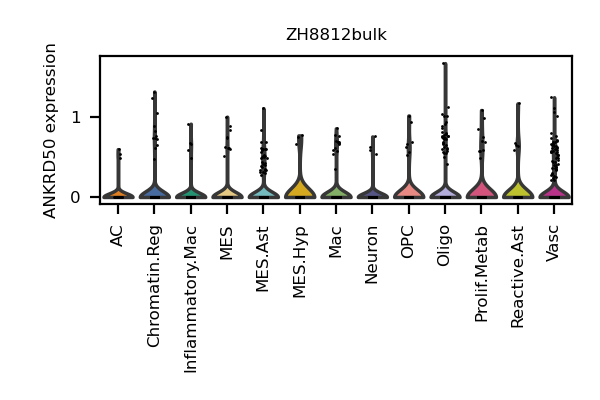 ZH8812bulk
ANKRD50 expression
1
0
AC
Chromatin.Reg
Inflammatory.Mac
MES
MES.Ast
MES.Hyp
Mac
Neuron
OPC
Oligo
Prolif.Metab
Reactive.Ast
Vasc